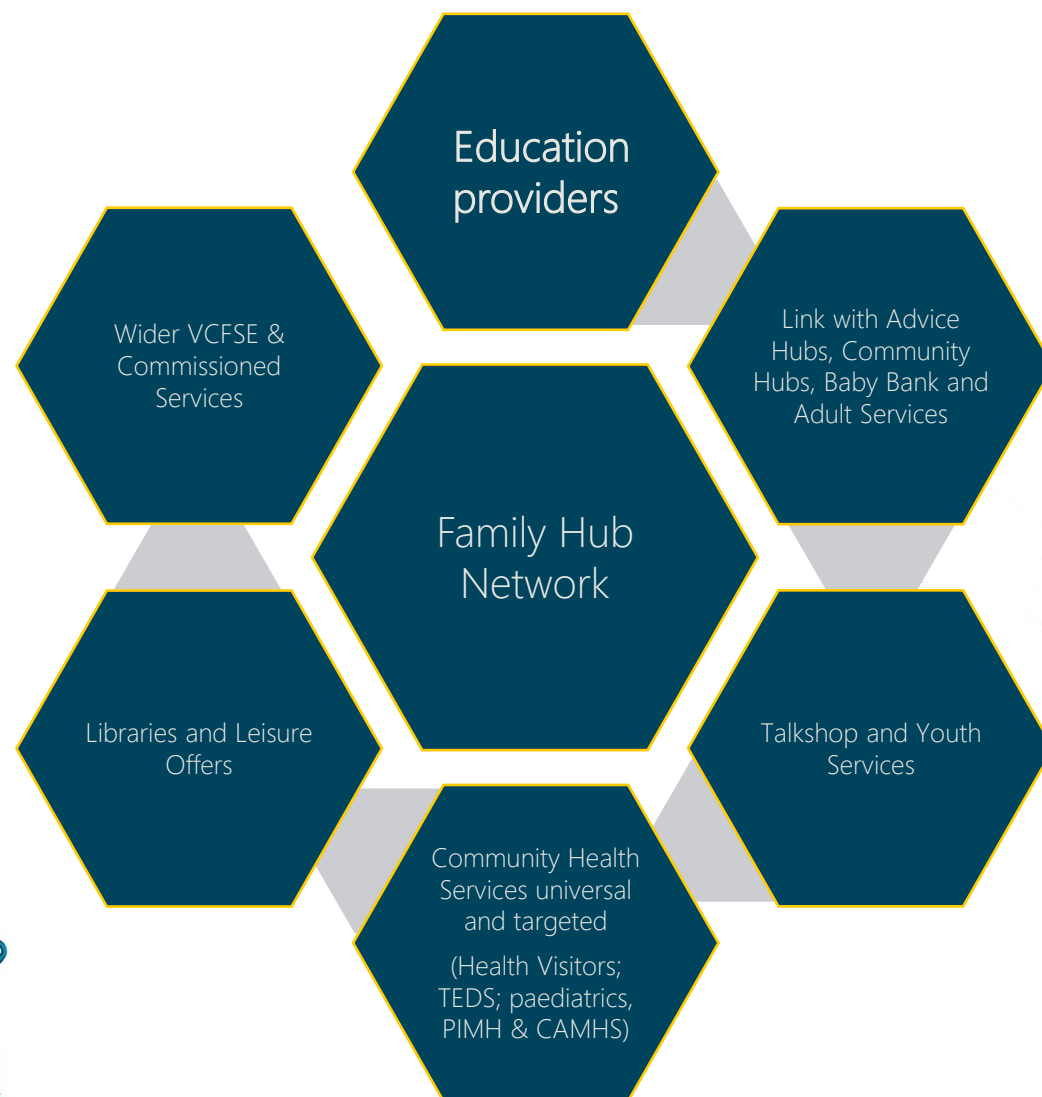 Education
providers
Wider VCFSE &
Commissioned
Services
Link with Advice
Hubs, Community
Hubs, Baby Bank and
Adult Services
Family Hub
Network
Libraries and Leisure
Offers
Talkshop and Youth
Services
Community Health
Services universal
and targeted
(Health Visitors;
TEDS; paediatrics,
PIMH & CAMHS)